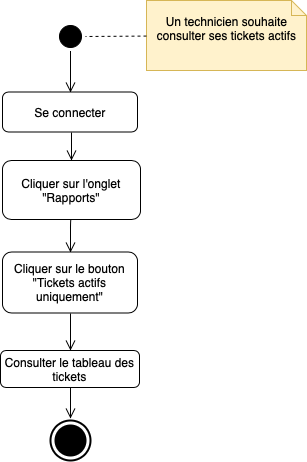 Un technicien souhaite
consulter ses tickets actifs
Se connecter
Cliquer sur l'onglet
"Rapports"
Cliquer sur le bouton
"Tickets actifs
uniquement"
Consulter le tableau des
tickets